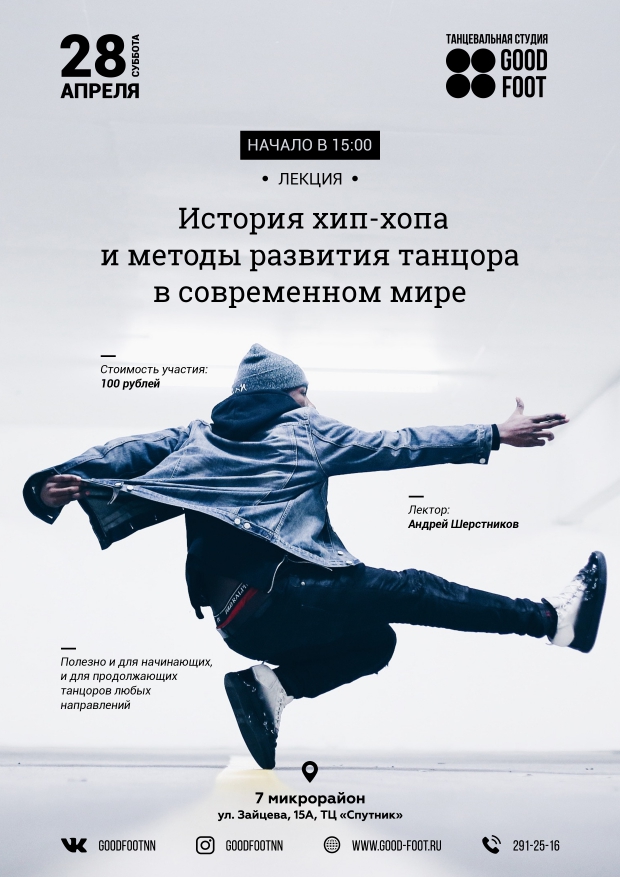 28
СУББОТА
АПРЕЛЯ
ТАНЦЕВАЛЬНАЯ СТУДИЯ
GOOD
FOOT
НАЧАЛО В 15:00
• ЛЕКЦИЯ •
История хип-хопа
и методы развития танцора
в современном мире
Стоимость участия:
100 рублей
Лектор:
Андрей Шерстников
Полезно и для начинающих,
и для продолжающих
танцоров любых
направлений
7 микрорайон
ул. Зайцева, 15А, ТЦ «Спутник»
GOODFOOTNN
GOODFOOTNN
WWW.GOOD-FOOT.RU
291-25-16